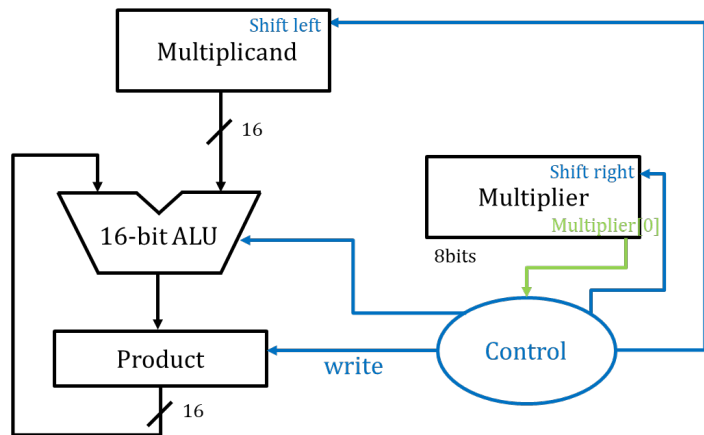 Shift left
Multiplicand
16
Shift right
Multiplier
Multiplier[0]
16-bit ALU
8bits
Product
write
Control
16